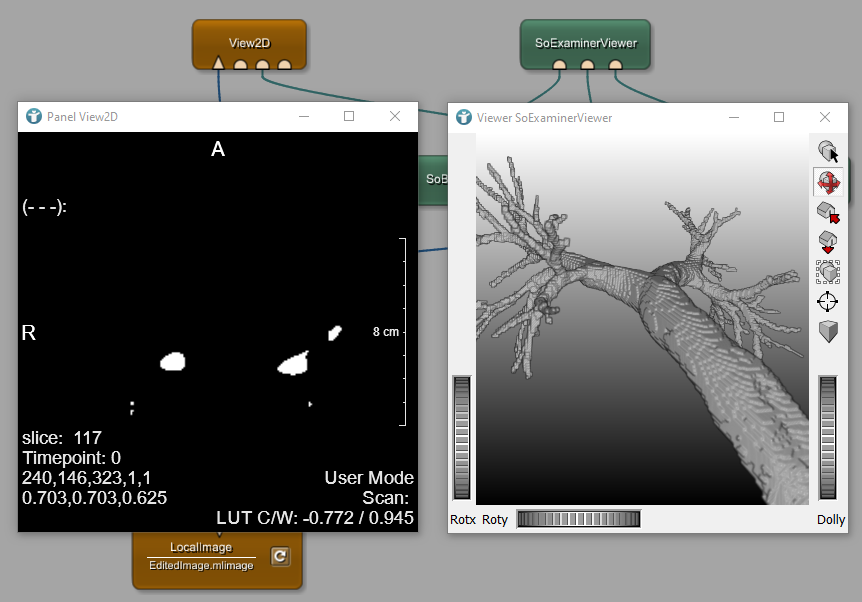 View2D
SoExaminerViewer
Panel View2D
A
(- - -):
R
8 cm
slice: 117
Timepoint: 0
240,146,323,1,1
0.703,0.703,0.625
User Mode
Scan:
LUT C/W: -0.772 / 0.945
Viewer SoExaminerViewer
Rotx Roty
Dolly
LocalImage
EditedImage.mlimage